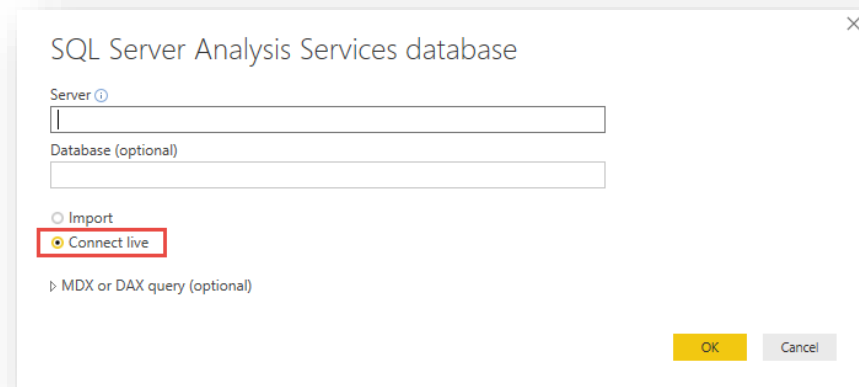 SQL Server Analysis Services database
Server
Database (optional)
Import
Connect live
MDX or DAX query (optional)
OK Cancel